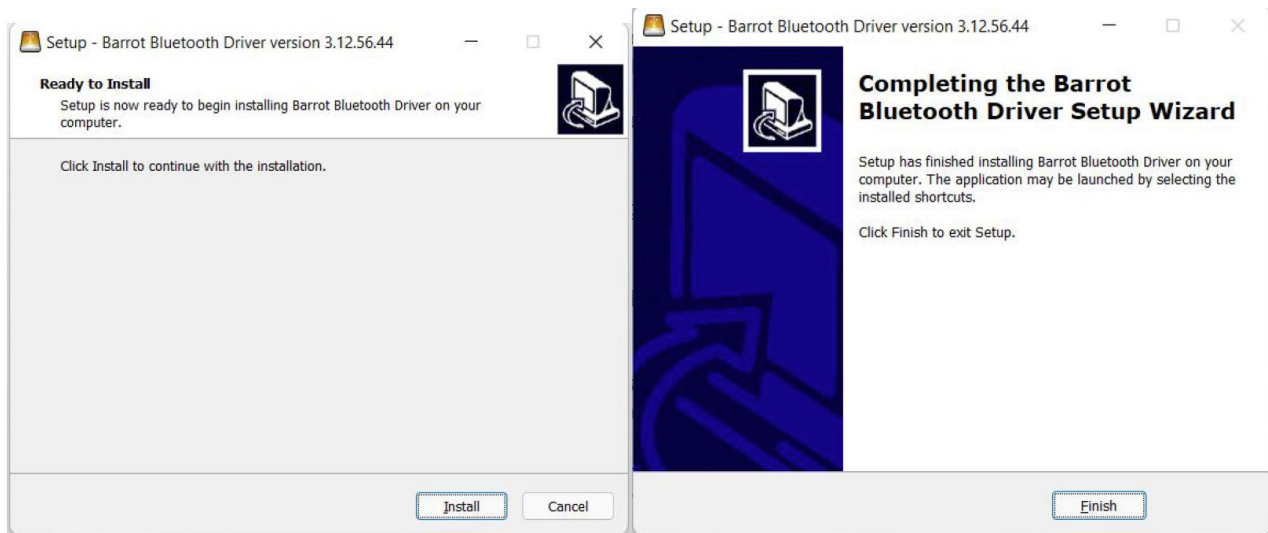 Setup - Barrot Bluetooth Driver version 3.12.56.44
Ready to Install
Setup is now ready to begin installing Barrot Bluetooth Driver on your
computer.
Click Install to continue with the installation.
Install
Cancel
Setup - Barrot Bluetooth Driver version 3.12.56.44
Completing the Barrot
Bluetooth Driver Setup Wizard
Setup has finished installing Barrot Bluetooth Driver on your
computer. The application may be launched by selecting the
installed shortcuts.
Click Finish to exit Setup.
Finish